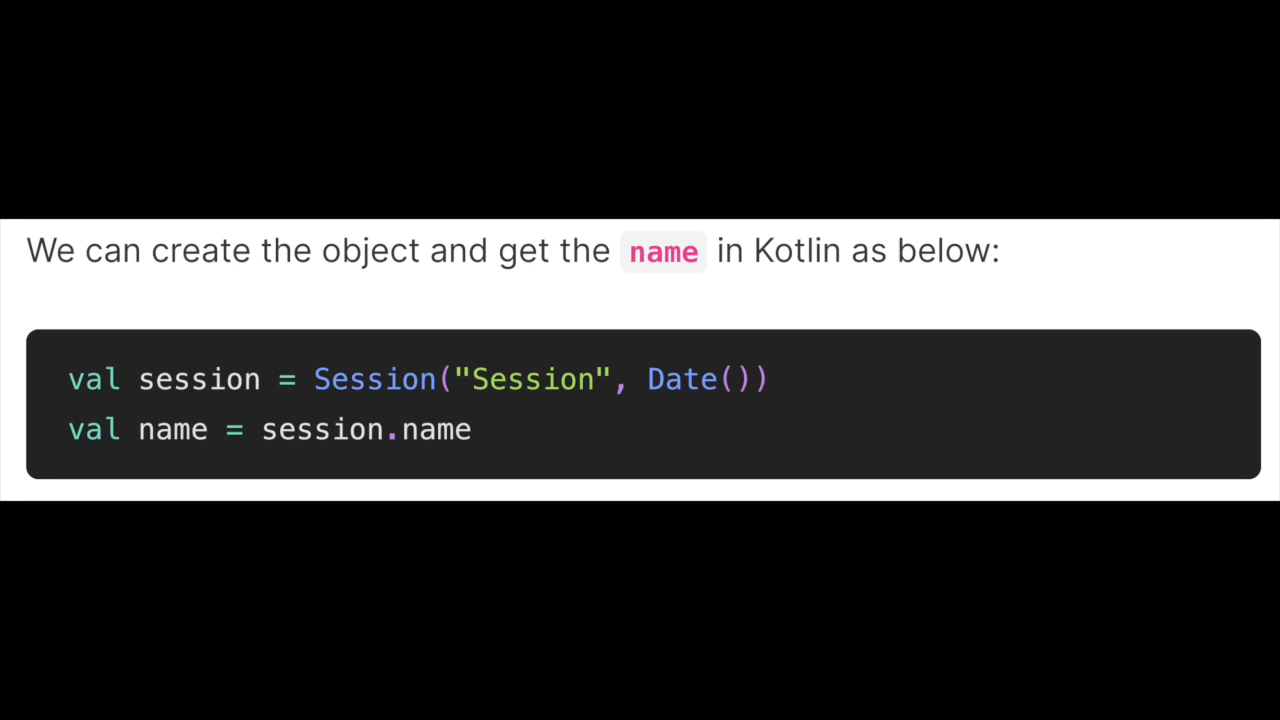 We can create the object and get the name in Kotlin as below:
val session = Session("Session", Date())
val name = session.name